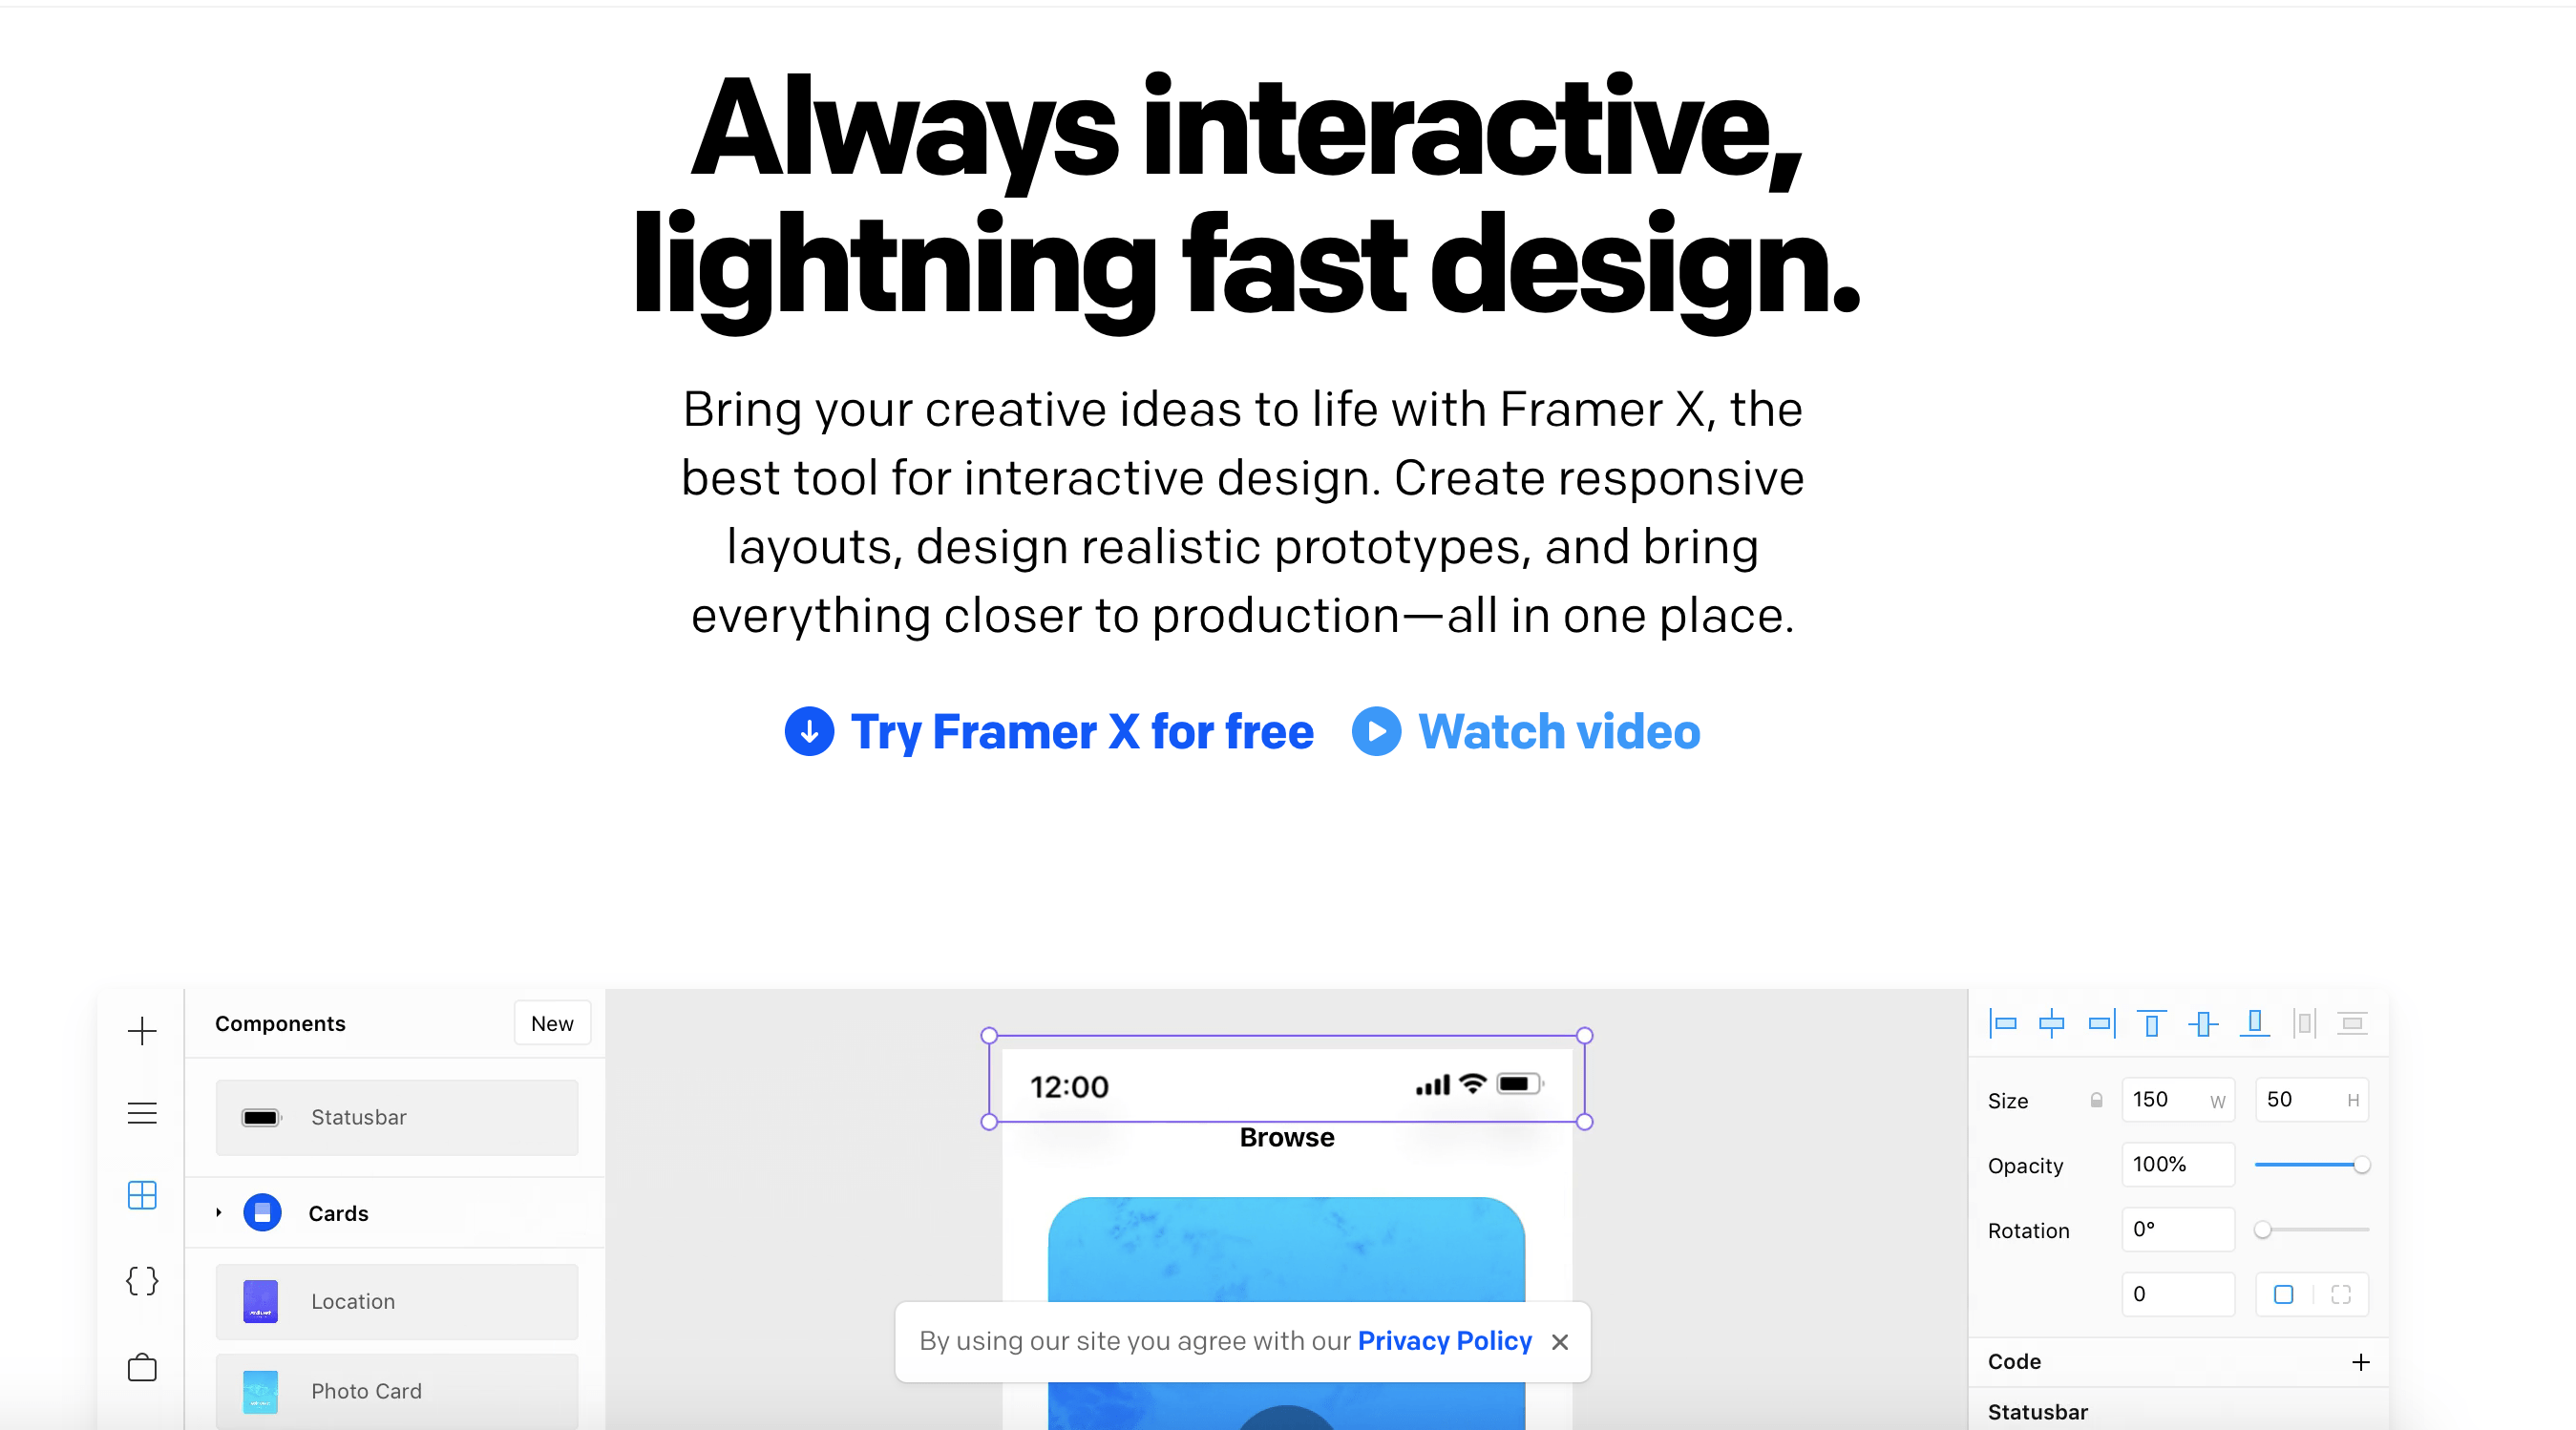 Always interactive,
lightning fast design.
Bring your creative ideas to life with Framer X, the
best tool for interactive design. Create responsive
layouts, design realistic prototypes, and bring
everything closer to production—all in one place.
Try Framer X for free
Watch video
Components
New
Statusbar
Cards
Location
Photo Card
12:00
Browse
By using our site you agree with our Privacy Policy
Size 150 W 50 H
Opacity 100%
Rotation 0°
0
Code
Statusbar